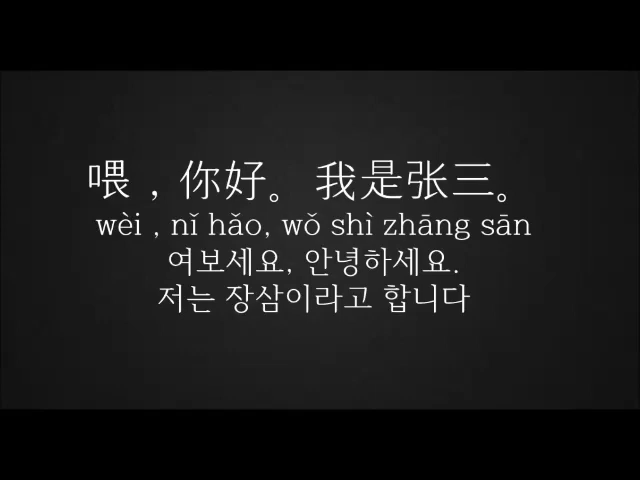 喂，你好。我是张三。
wèi , nǐ hǎo, wǒ shì zhāng sān
여보세요, 안녕하세요.
저는 장삼이라고 합니다